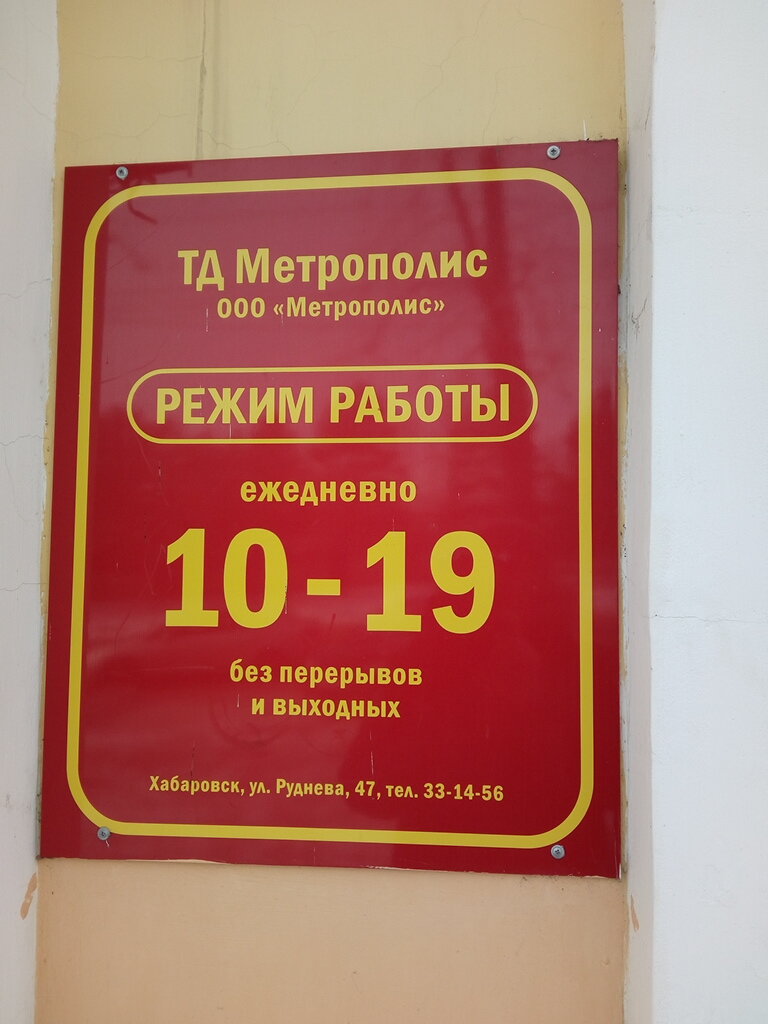 ТД Метрополис
ООО «Метрополис»
РЕЖИМ РАБОТЫ
ежедневно
10 - 19
без перерывов
и выходных
Хабаровск, ул. Руднева, 47, тел. 33-14-56